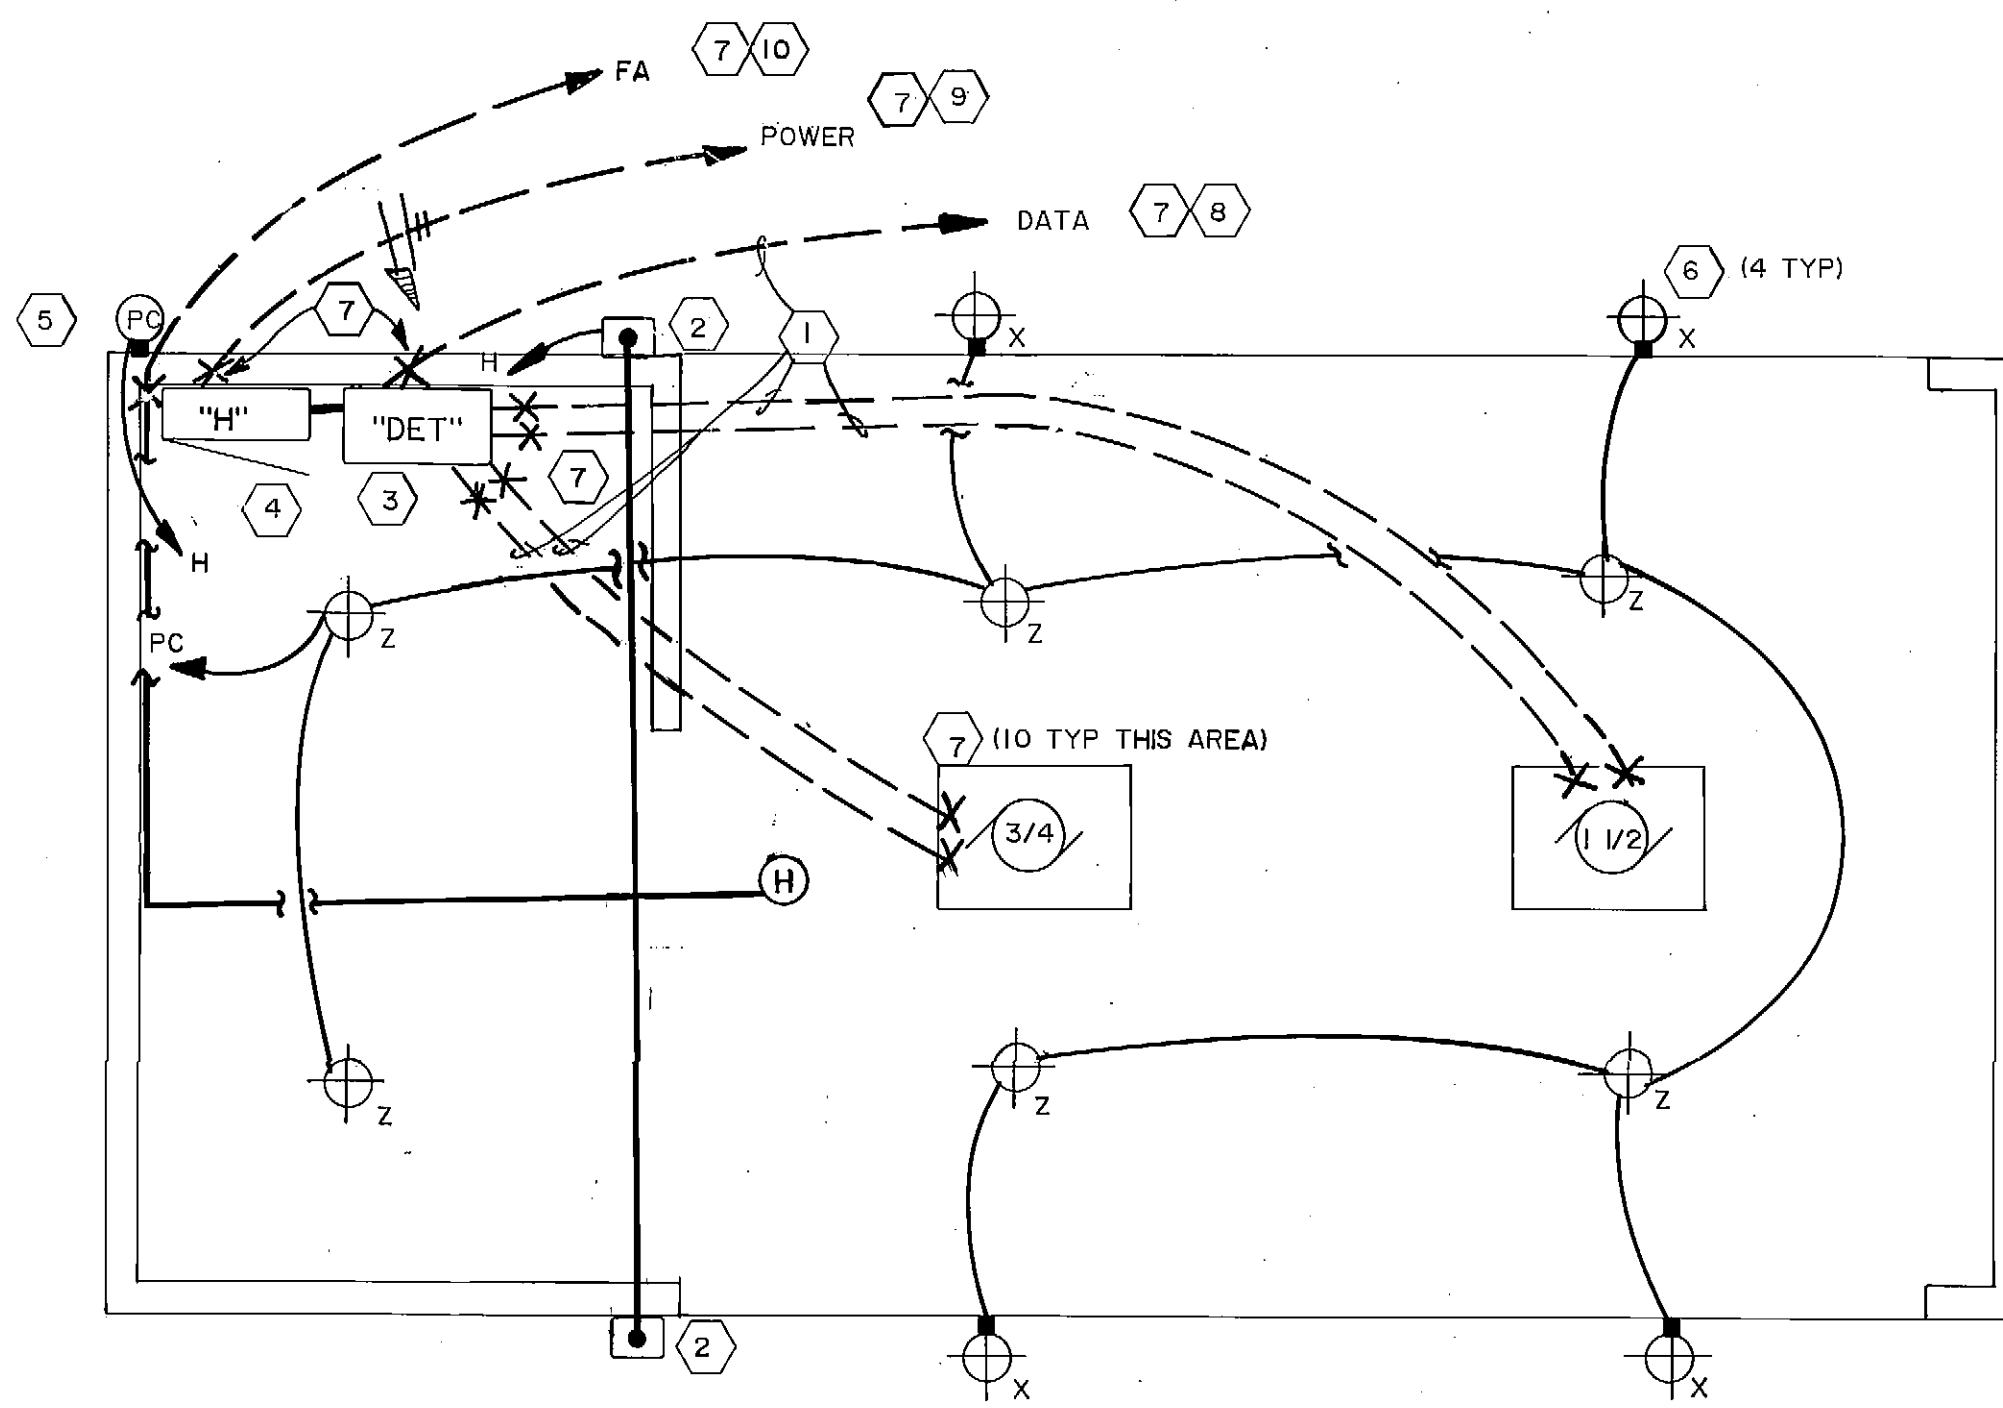 7 10
FA
7 9
POWER
7 8
DATA
6 (4 TYP)
5
PC
7
2
1
X
X
H
"H"
"DET"
7
4
3
H
Z
Z
Z
PC
7 (10 TYP THIS AREA)
3/4
1 1/2
H
Z
Z
Z
2
X
X